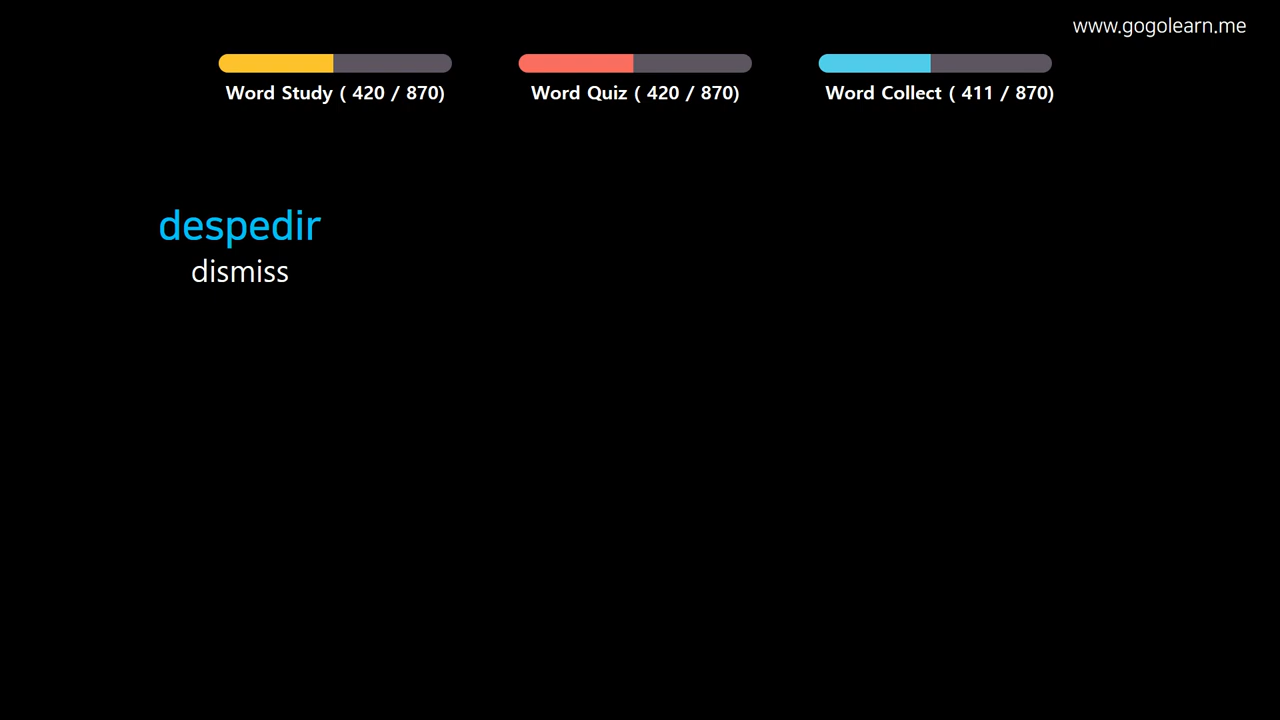 www.gogolearn.me
Word Study ( 420 / 870)
Word Quiz ( 420 / 870)
Word Collect ( 411 / 870)
despedir
dismiss